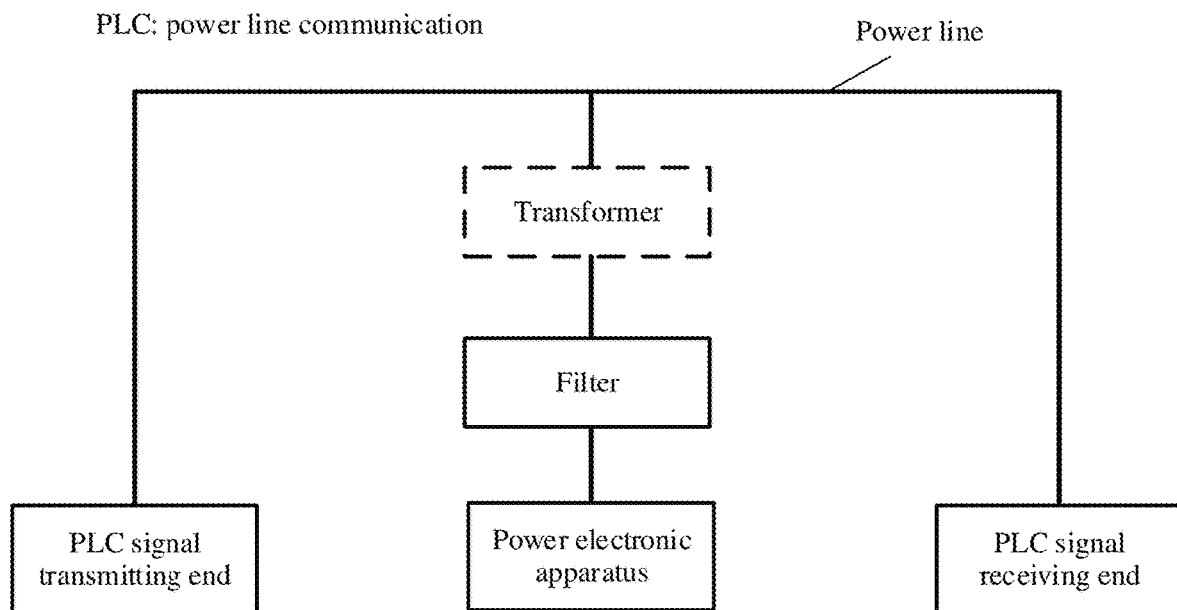 PLC: power line communication
Power line
Transformer
Filter
PLC signal
transmitting end
Power electronic
apparatus
PLC signal
receiving end